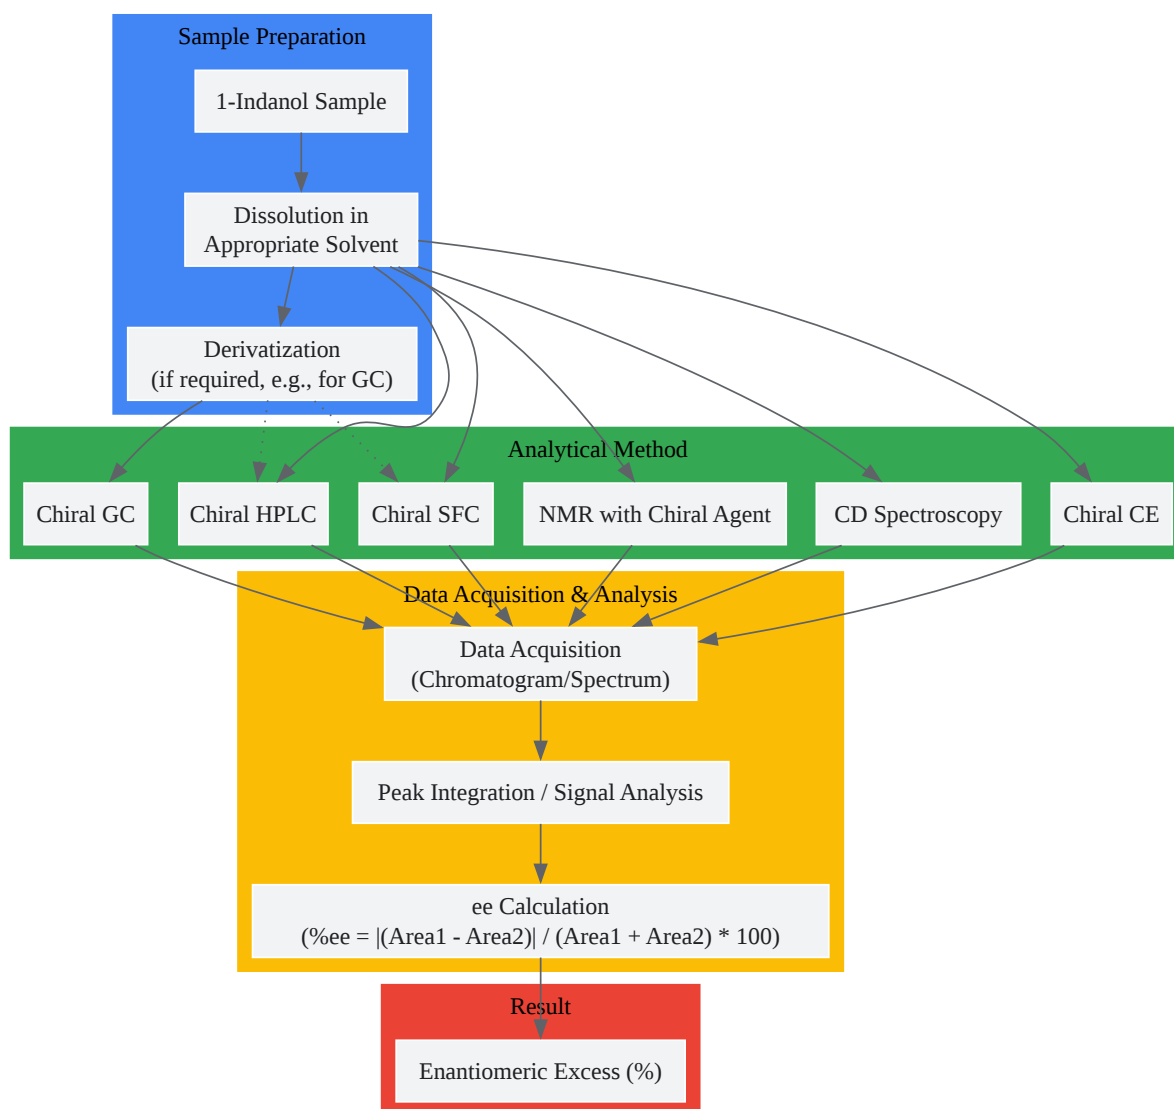 Sample Preparation
1-Indanol Sample
Dissolution in
Appropriate Solvent
Derivatization
(if required, e.g., for GC)
Analytical Method
Chiral GC
Chiral HPLC
Chiral SFC
NMR with Chiral Agent
CD Spectroscopy
Chiral CE
Data Acquisition & Analysis
Data Acquisition
(Chromatogram/Spectrum)
Peak Integration / Signal Analysis
ee Calculation
(%ee = |(Area1 - Area2)| / (Area1 + Area2) * 100)
Result
Enantiomeric Excess (%)